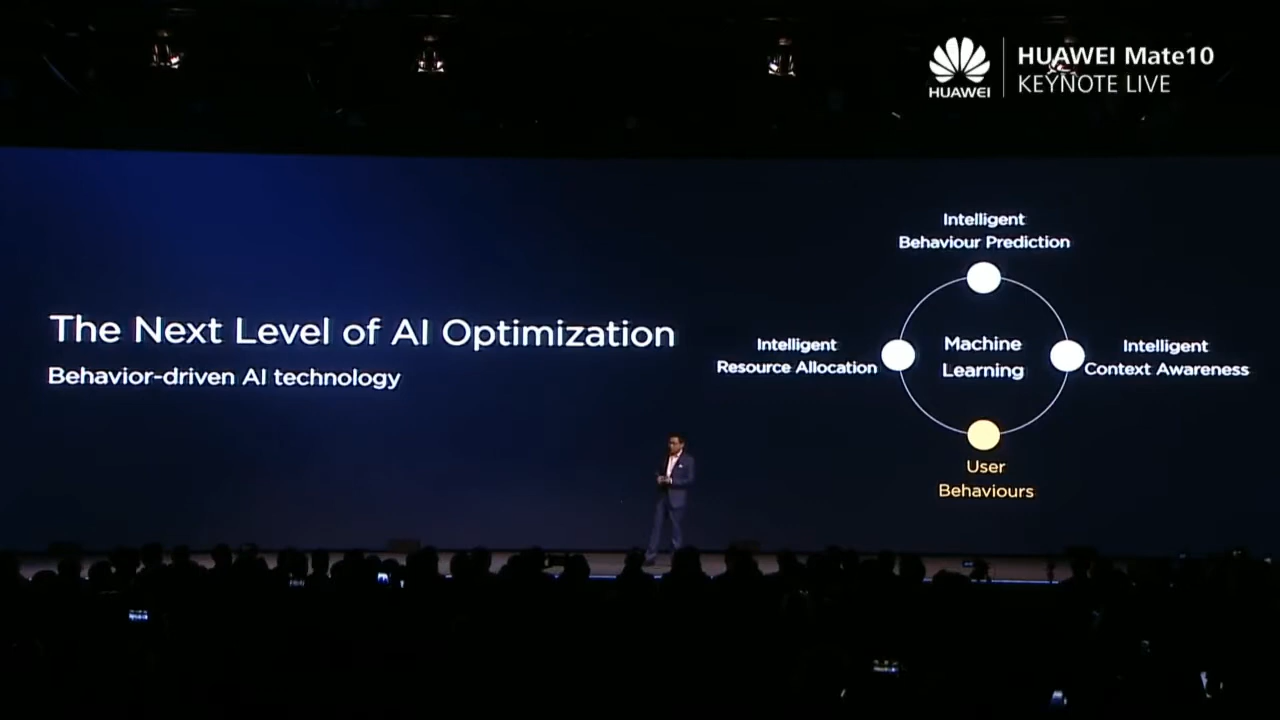 HUAWEI
HUAWEI Mate10
KEYNOTE LIVE
The Next Level of AI Optimization
Behavior-driven AI technology
Intelligent
Behaviour Prediction
Intelligent
Resource Allocation
Machine
Learning
Intelligent
Context Awareness
User
Behaviours